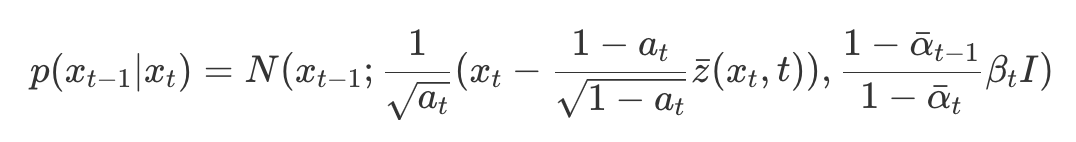 p(x_{t-1}|x_t) = N(x_{t-1}; \frac{1}{\sqrt{a_t}}(x_t - \frac{1-a_t}{\sqrt{1-a_t}}\bar{z}(x_t,t)), \frac{1-\bar{\alpha}_{t-1}}{1-\bar{\alpha}_t}\beta_t I)